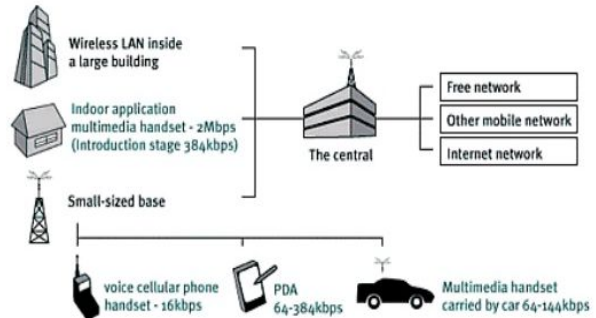 Wireless LAN inside
a large building
Indoor application
multimedia handset - 2Mbps
(Introduction stage 384kbps)
Small-sized base
The central
Free network
Other mobile network
Internet network
voice cellular phone
handset - 16kbps
PDA
64-384kbps
Multimedia handset
carried by car 64-144kbps